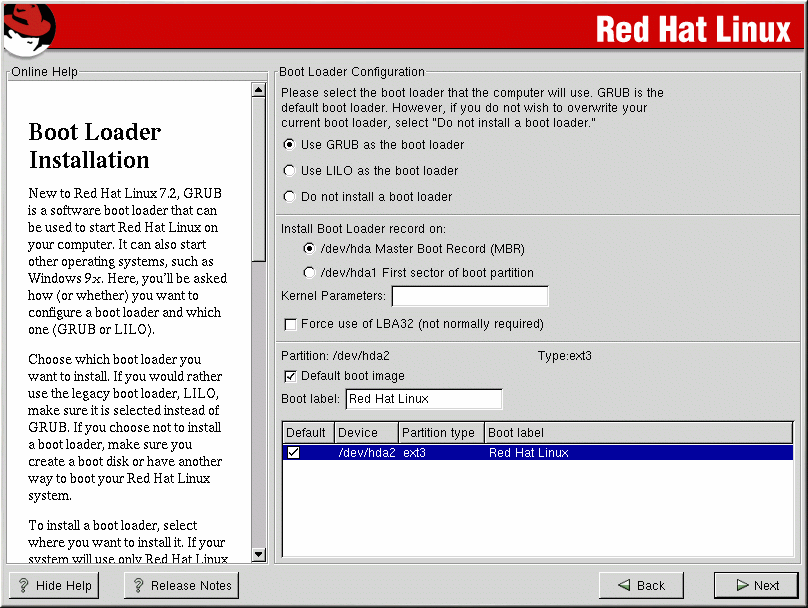 Red Hat Linux
Online Help
Boot Loader
Installation
New to Red Hat Linux 7.2, GRUB
is a software boot loader that can
be used to start Red Hat Linux on
your computer. It can also start
other operating systems, such as
Windows 9x. Here, you'll be asked
how (or whether) you want to
configure a boot loader and which
one (GRUB or LILO).
Choose which boot loader you
want to install. If you would rather
use the legacy boot loader, LILO,
make sure it is selected instead of
GRUB. If you choose not to install
a boot loader, make sure you
create a boot disk or have another
way to boot your Red Hat Linux
system.
To install a boot loader, select
where you want to install it. If your
system will use only Red Hat Linux
Boot Loader Configuration
Please select the boot loader that the computer will use. GRUB is the
default boot loader. However, if you do not wish to overwrite your
current boot loader, select "Do not install a boot loader."
Use GRUB as the boot loader
Use LILO as the boot loader
Do not install a boot loader
Install Boot Loader record on:
/dev/hda Master Boot Record (MBR)
/dev/hda1 First sector of boot partition
Kernel Parameters:
Force use of LBA32 (not normally required)
Partition: /dev/hda2 Type:ext3
Default boot image
Boot label: Red Hat Linux
Default Device Partition type Boot label
/dev/hda2 ext3 Red Hat Linux
Hide Help Release Notes Back Next